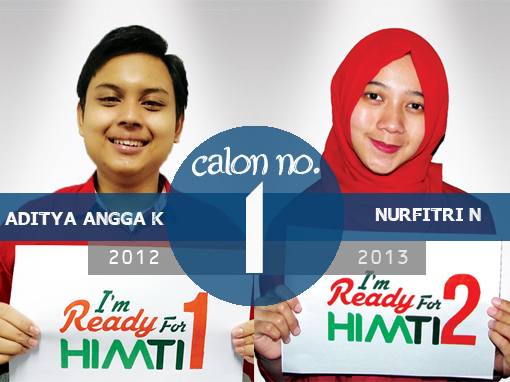 calon no.
1
ADITYA ANGGA K
NURFITRI N
2012
2013
I'm
Ready For
HIMTI 1
I'm
Ready For
HIMTI 2